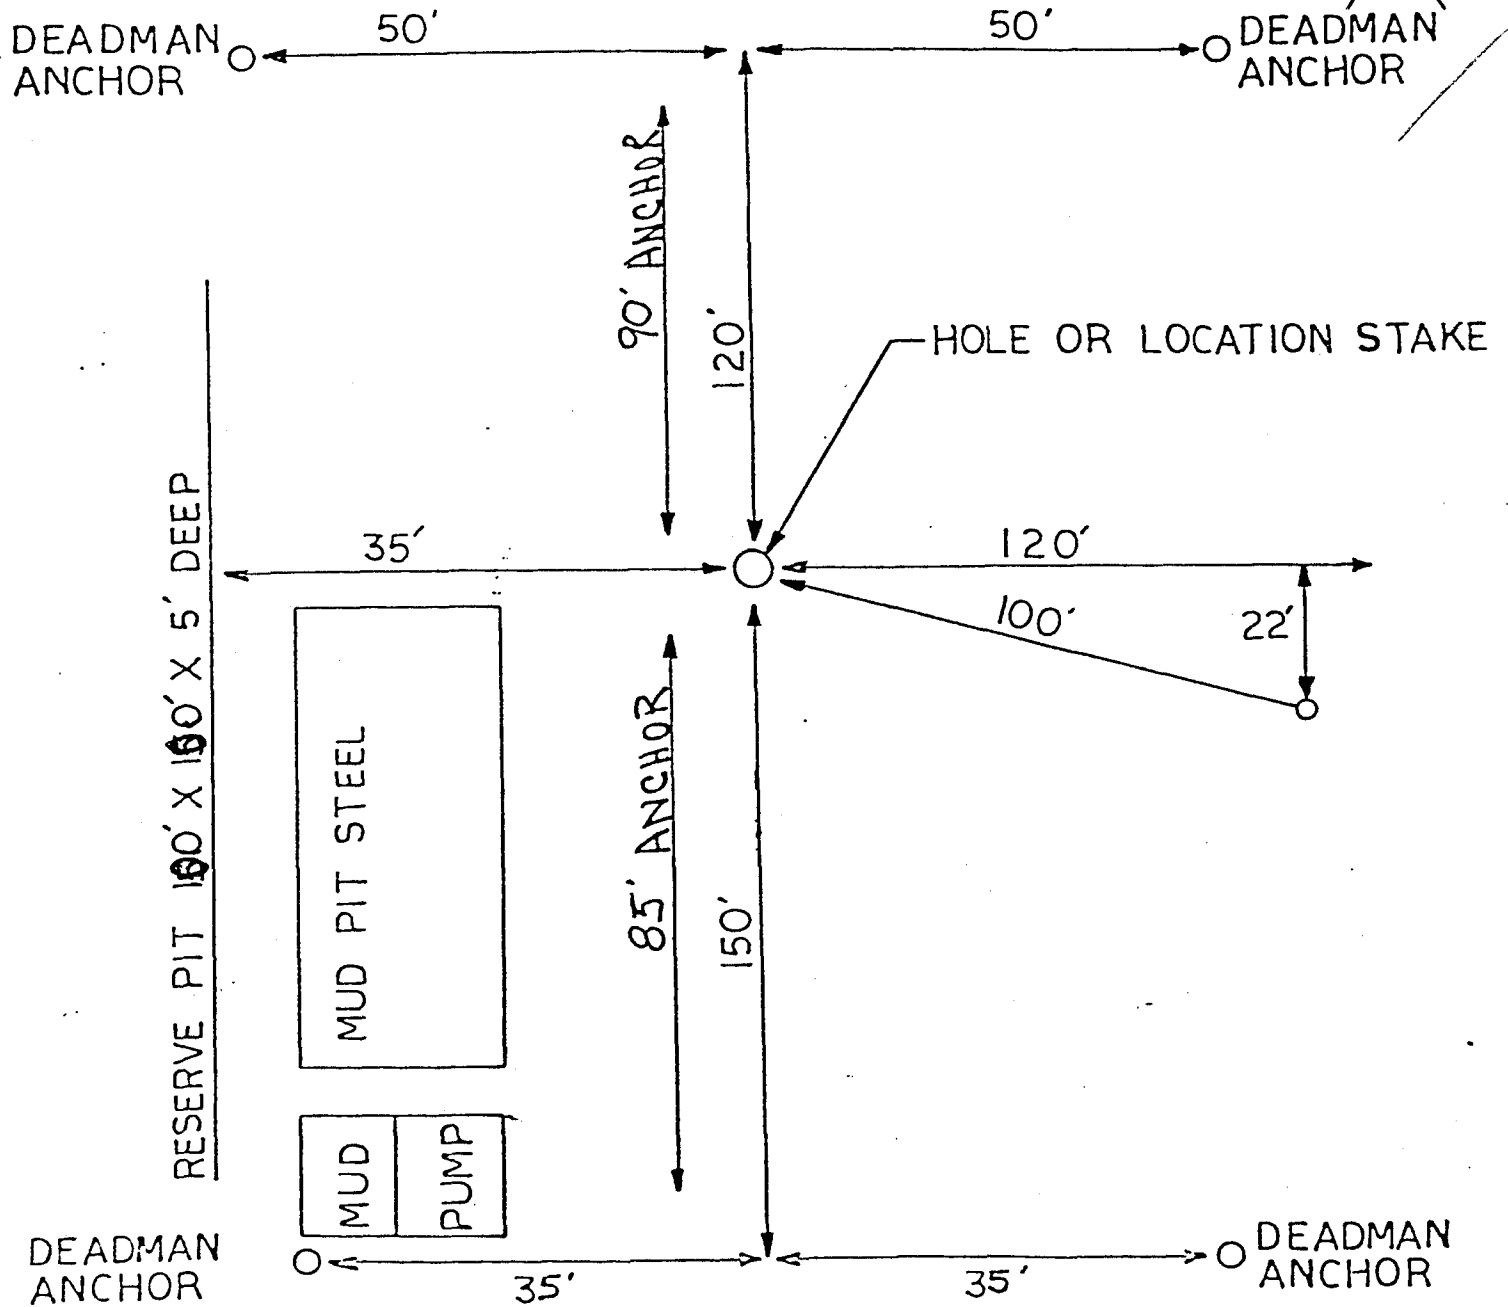 DEADMAN
ANCHOR
50'
50'
DEADMAN
ANCHOR
90' ANCHOR
120'
HOLE OR LOCATION STAKE
35'
120'
100'
22'
RESERVE PIT X X 5' DEEP
MUD PIT STEEL
85' ANCHOR
150'
MUD
PUMP
DEADMAN
ANCHOR
35'
35'
DEADMAN
ANCHOR